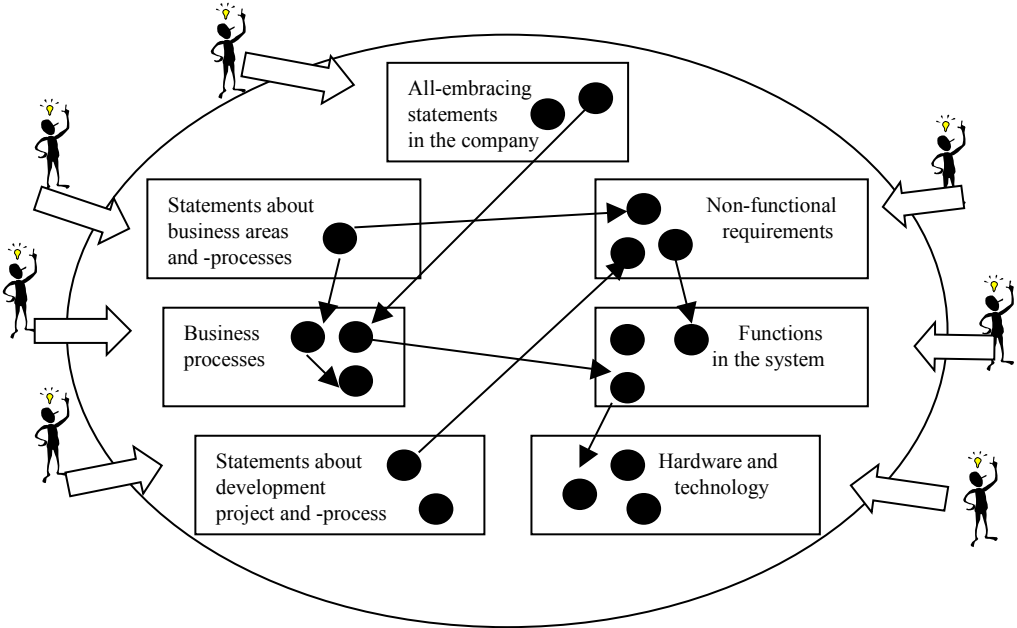 All-embracing
statements
in the company
Statements about
business areas
and -processes
Non-functional
requirements
Business
processes
Functions
in the system
Statements about
development
project and -process
Hardware and
technology